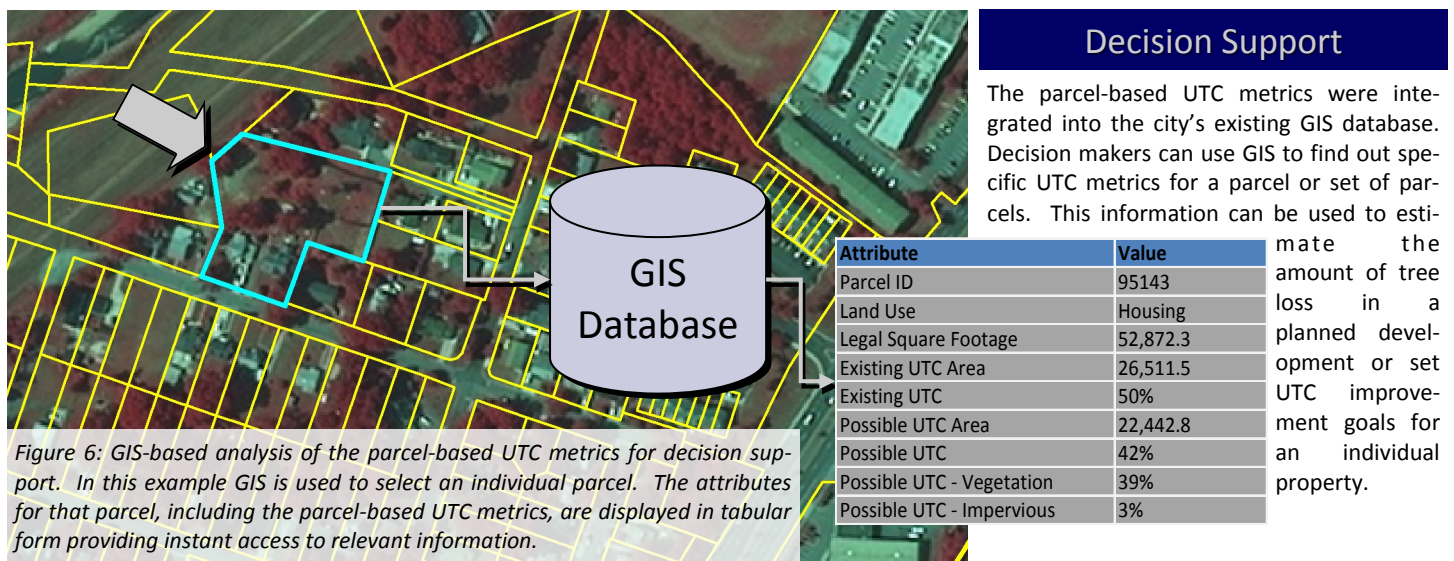 Decision Support
The parcel-based UTC metrics were inte-
grated into the city's existing GIS database.
Decision makers can use GIS to find out spe-
cific UTC metrics for a parcel or set of par-
cels. This information can be used to esti-
mate the
amount of tree
loss in a
planned devel-
opment or set
UTC improve-
ment goals for
an individual
property.
GIS
Database
Attribute Value
Parcel ID 95143
Land Use Housing
Legal Square Footage 52,872.3
Existing UTC Area 26,511.5
Existing UTC 50%
Possible UTC Area 22,442.8
Possible UTC 42%
Possible UTC - Vegetation 39%
Possible UTC - Impervious 3%
Figure 6: GIS-based analysis of the parcel-based UTC metrics for decision sup-
port. In this example GIS is used to select an individual parcel. The attributes
for that parcel, including the parcel-based UTC metrics, are displayed in tabular
form providing instant access to relevant information.